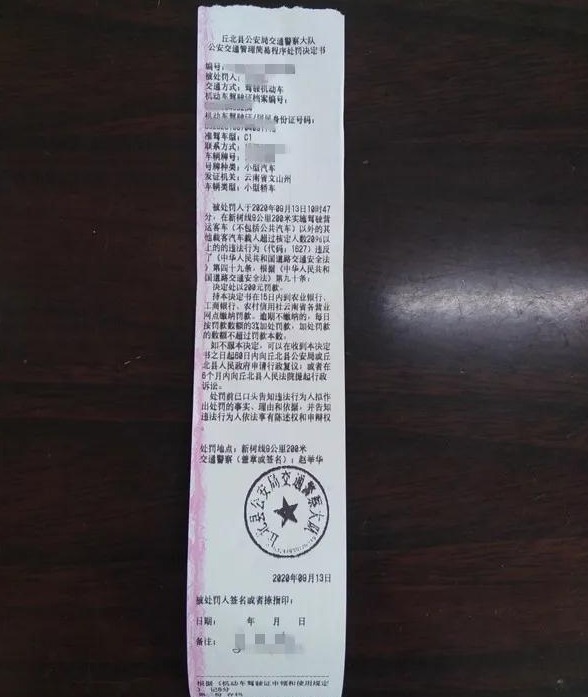 丘北县公安局交通警察大队
公安交通管理简易程序处罚决定书
编号：
被处罚人：
交通方式：驾驶机动车
机动车驾驶证档案编号：
机动车驾驶证/居民身份证号码：
准驾车型：C1
联系方式：
车辆牌号：
号牌种类：小型汽车
发证机关：云南省文山州
车辆类型：小型轿车
被处罚人于2020年09月13日10时47
分，在新树线9公里200米实施驾驶营
运客车（不包括公共汽车）以外的其
他载客汽车载人超过核定人数20%以
上的的违法行为（代码：1627）违反
了《中华人民共和国道路交通安全法》
第四十九条，根据《中华人民共和
国道路交通安全法》第九十条，
决定处以200元罚款。
持本决定书在15日内到农业银行、
工商银行、农村信用社云南省各营业
网点缴纳罚款。逾期不缴纳的，每日
按罚款数额的3%加处罚款，加处罚款
的数额不超过罚款本数。
如不服本决定，可以在收到本决定
书之日起60日内向丘北县公安局或丘
北县人民政府申请行政复议；或者在
6个月内向丘北县人民法院提起行政
诉讼。
处罚前已口头告知违法行为人拟作
出处罚的事实、理由和依据，并告知
违法行为人依法享有陈述权和申辩权
处罚地点：新树线9公里200米
交通警察（盖章或签名）：赵举华
丘北县公安局交通警察大队
2020年09月13日
被处罚人签名或者捺指印：
日期： 年 月 日
备注：
根据《机动车驾驶证申领和使用规定
》 记6分